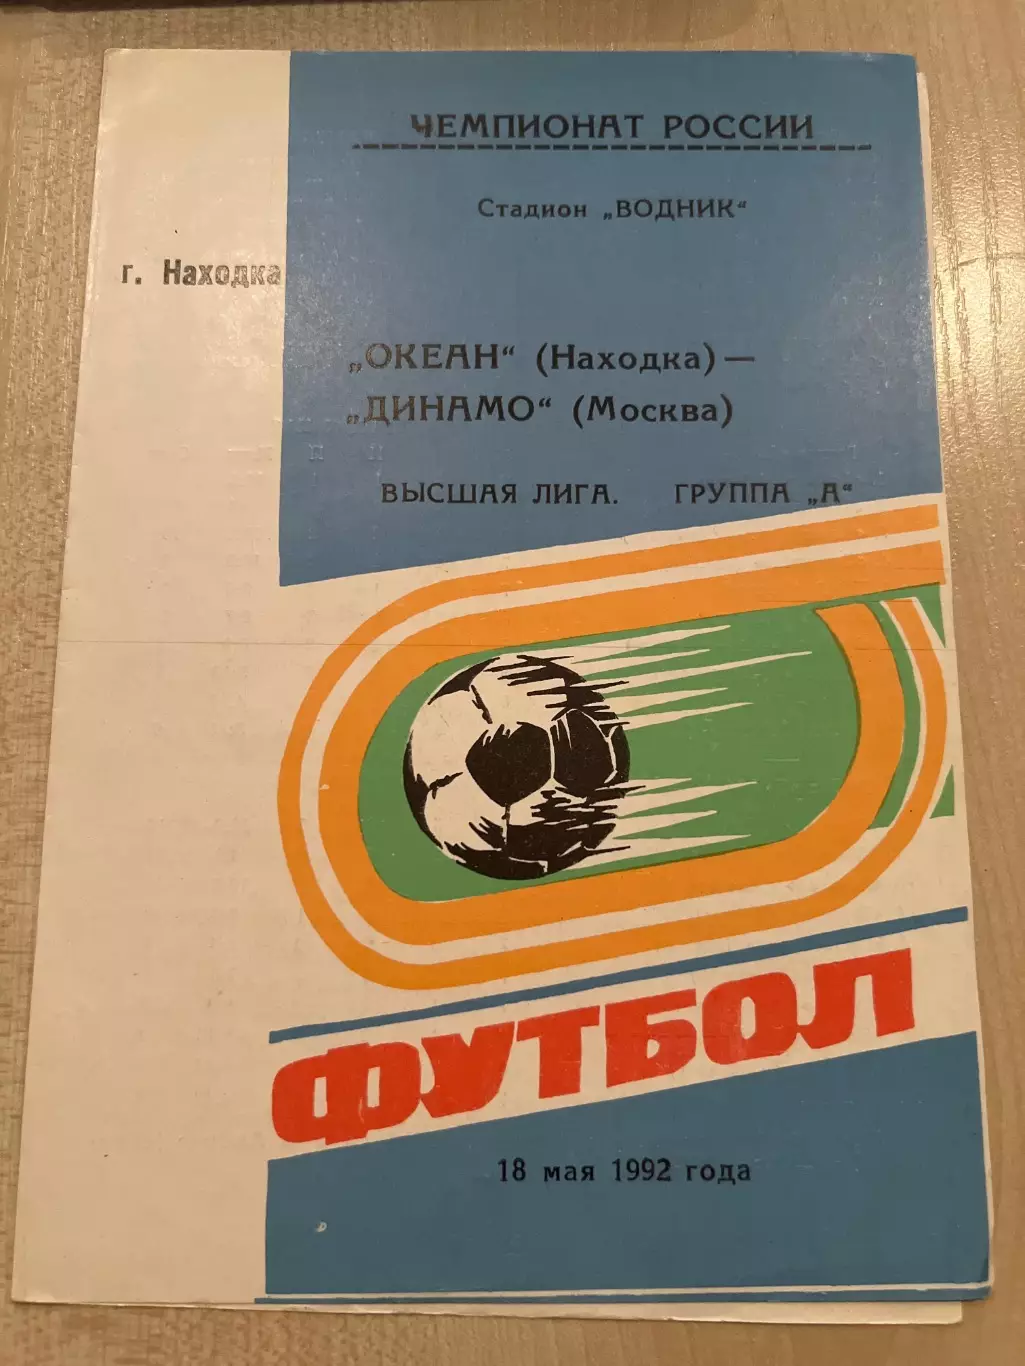 ЧЕМПИОНАТ РОССИИ
Стадион „ВОДНИК“
г. Находка
„ОКЕАН“ (Находка) —
„ДИНАМО“ (Москва)
ВЫСШАЯ ЛИГА. ГРУППА „А“
ФУТБОЛ
18 мая 1992 года